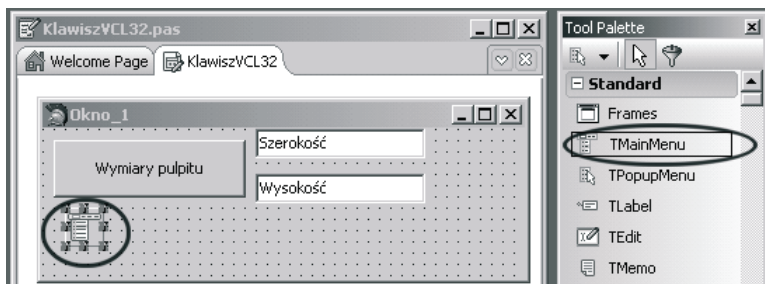 KlawiszVCL32.pas
Welcome Page
KlawiszVCL32
Okno_1
Wymiary pulpitu
Szerokość
Wysokość
Tool Palette
Standard
Frames
TMainMenu
TPopupMenu
TLabel
TEdit
TMemo